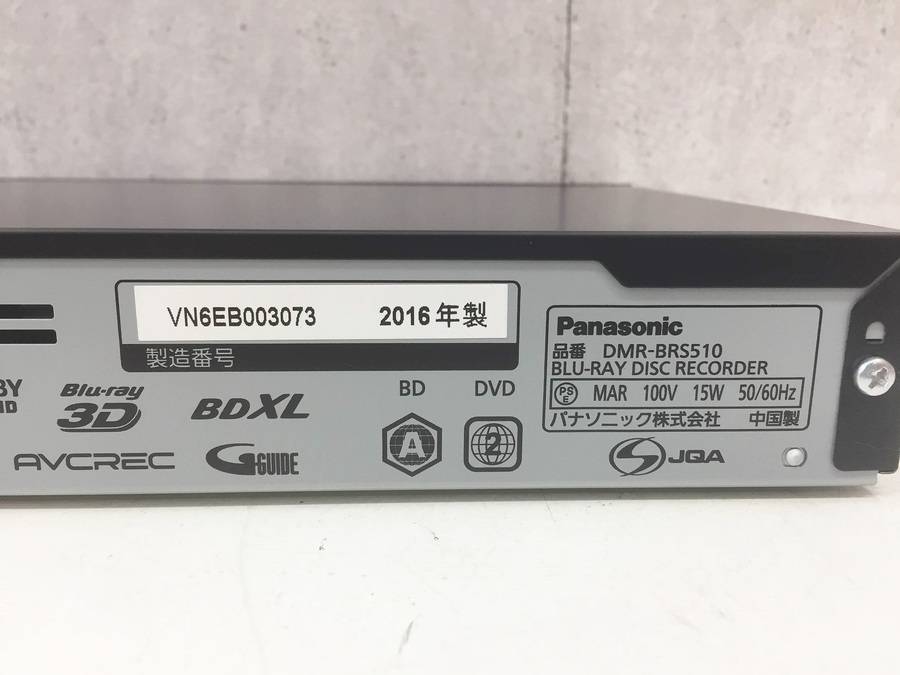 VN6EB003073 2016年製
製造番号
Panasonic
品番 DMR-BRS510
BLU-RAY DISC RECORDER
PSE MAR 100V 15W 50/60Hz
パナソニック株式会社 中国製
Blu-ray
3D
BDXL
BD DVD
A 2
AVCREC
G-GUIDE
JQA